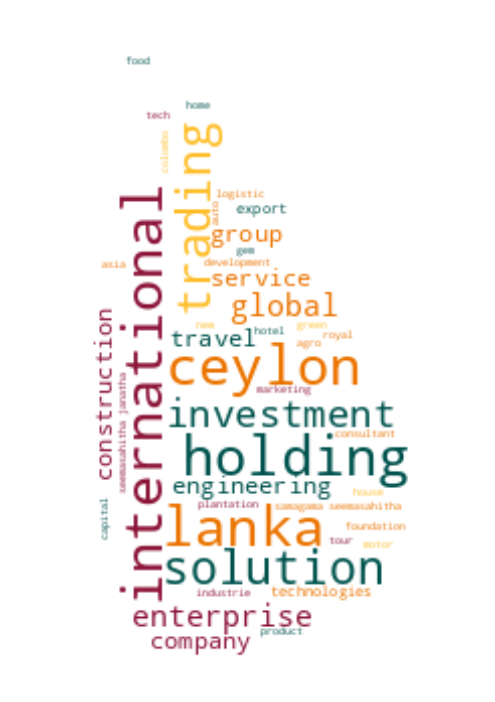 food
home
tech
colombo
trading
international
logistic
auto
export
group
gem
development
asia
service
global
new
green
hotel
travel
royal
agro
construction
ceylon
seemasahitha janatha
marketing
investment
consultant
holding
engineering
house
capital
plantation
samagama seemasahitha
lanka
foundation
tour
motor
solution
industrie
technologies
enterprise
product
company